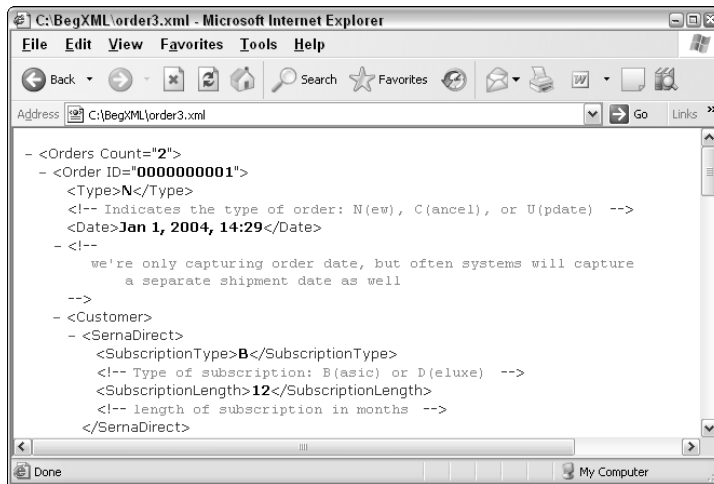 C:\BegXML\order3.xml - Microsoft Internet Explorer
File Edit View Favorites Tools Help
Back Search Favorites
Address C:\BegXML\order3.xml Go Links »
- <Orders Count="2">
- <Order ID="0000000001">
<Type>N</Type>
<!-- Indicates the type of order: N(ew), C(ancel), or U(pdate) -->
<Date>Jan 1, 2004, 14:29</Date>
- <!--
we're only capturing order date, but often systems will capture
a separate shipment date as well
-->
- <Customer>
- <SernaDirect>
<SubscriptionType>B</SubscriptionType>
<!-- Type of subscription: B(asic) or D(eluxe) -->
<SubscriptionLength>12</SubscriptionLength>
<!-- length of subscription in months -->
</SernaDirect>
Done My Computer